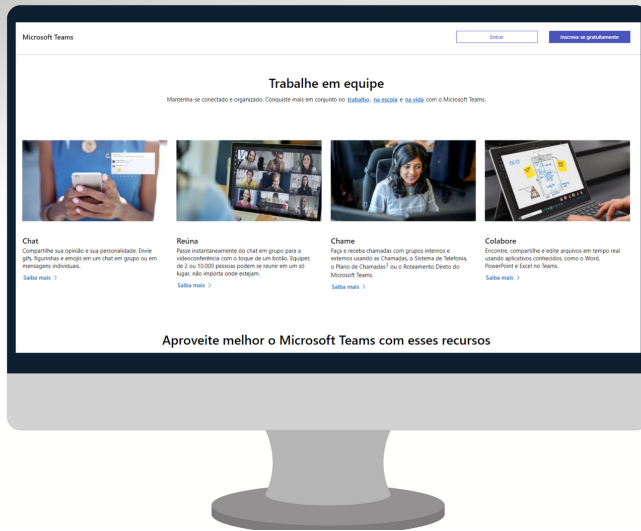 Microsoft Teams
Entrar
Inscreva-se gratuitamente
Trabalhe em equipe
Mantenha-se conectado e organizado. Conquiste mais em conjunto no trabalho, na escola e na vida com o Microsoft Teams.
Chat
Compartilhe sua opinião e sua personalidade. Envie
gifs, figurinhas e emojis em um chat em grupo ou em
mensagens individuais.
Saiba mais >
Reúna
Passe instantaneamente do chat em grupo para a
videoconferência com o toque de um botão. Equipes
de 2 ou 10.000 pessoas podem se reunir em um só
lugar, não importa onde estejam.
Saiba mais >
Chame
Faça e receba chamadas com grupos internos e
externos usando as Chamadas, o Sistema de Telefonia,
o Plano de Chamadas¹ ou o Roteamento Direto do
Microsoft Teams.
Saiba mais >
Colabore
Encontre, compartilhe e edite arquivos em tempo real
usando aplicativos conhecidos, como o Word,
PowerPoint e Excel no Teams.
Saiba mais >
Aproveite melhor o Microsoft Teams com esses recursos